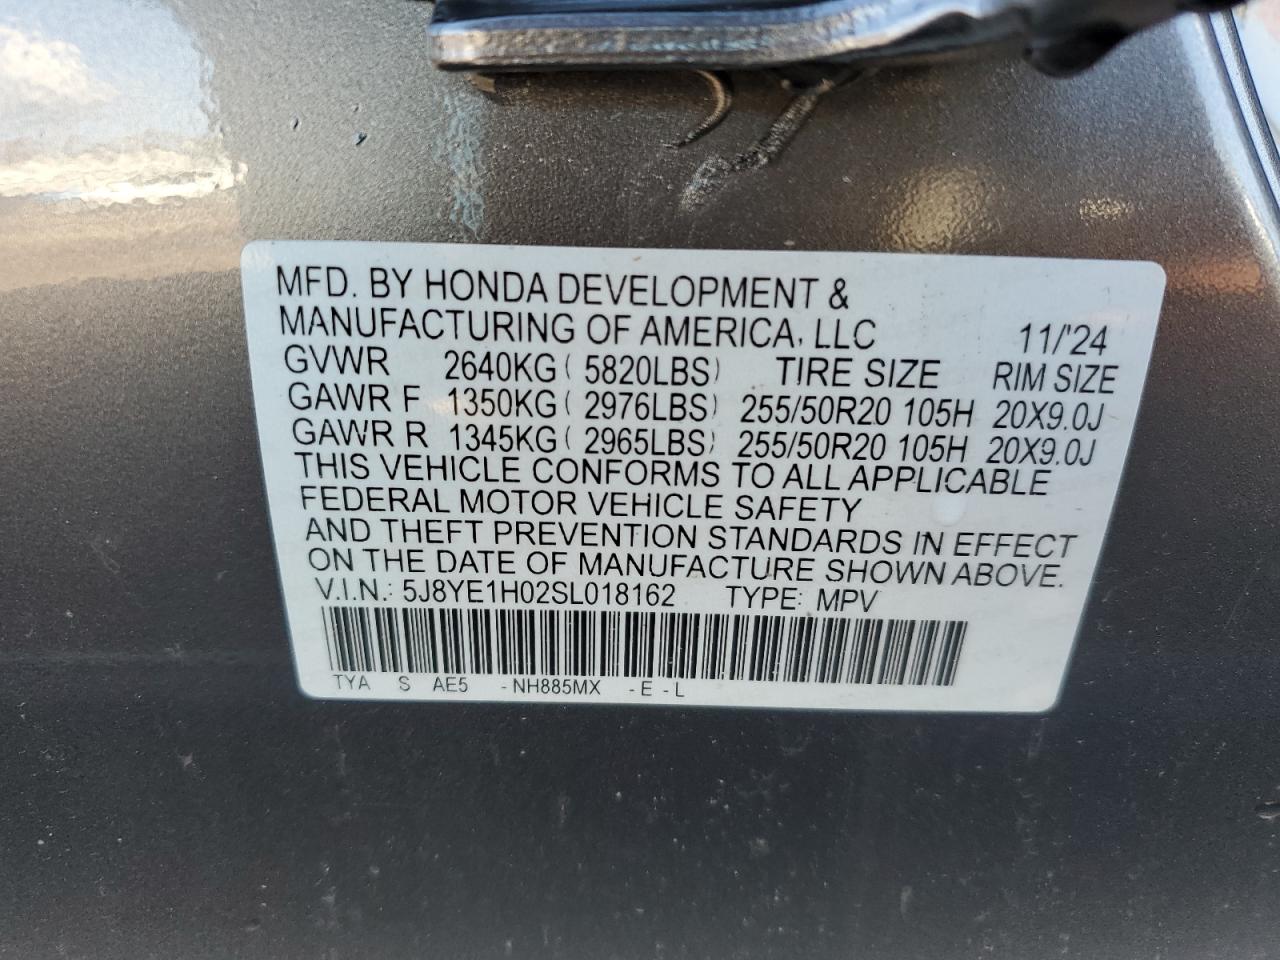 MFD. BY HONDA DEVELOPMENT &
MANUFACTURING OF AMERICA, LLC 11/'24
GVWR 2640KG ( 5820LBS) TIRE SIZE RIM SIZE
GAWR F 1350KG ( 2976LBS) 255/50R20 105H 20X9.0J
GAWR R 1345KG ( 2965LBS) 255/50R20 105H 20X9.0J
THIS VEHICLE CONFORMS TO ALL APPLICABLE
FEDERAL MOTOR VEHICLE SAFETY
AND THEFT PREVENTION STANDARDS IN EFFECT
ON THE DATE OF MANUFACTURE SHOWN ABOVE.
V.I.N.: 5J8YE1H02SL018162 TYPE: MPV
TYA S AE5 - NH885MX - E - L